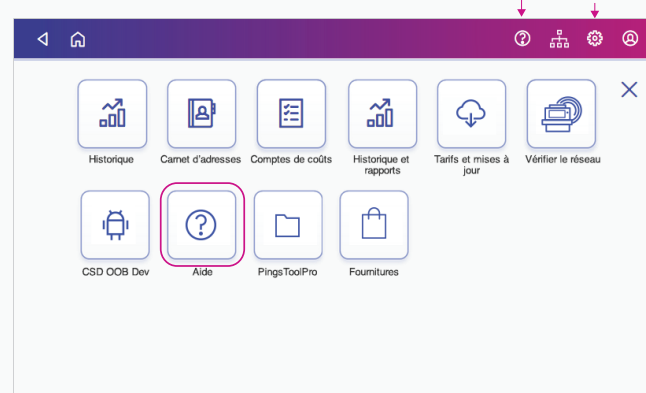 Historique
Carnet d'adresses
Comptes de coûts
Historique et
rapports
Tarifs et mises à
jour
Vérifier le réseau
CSD OOB Dev
Aide
PingsToolPro
Fournitures